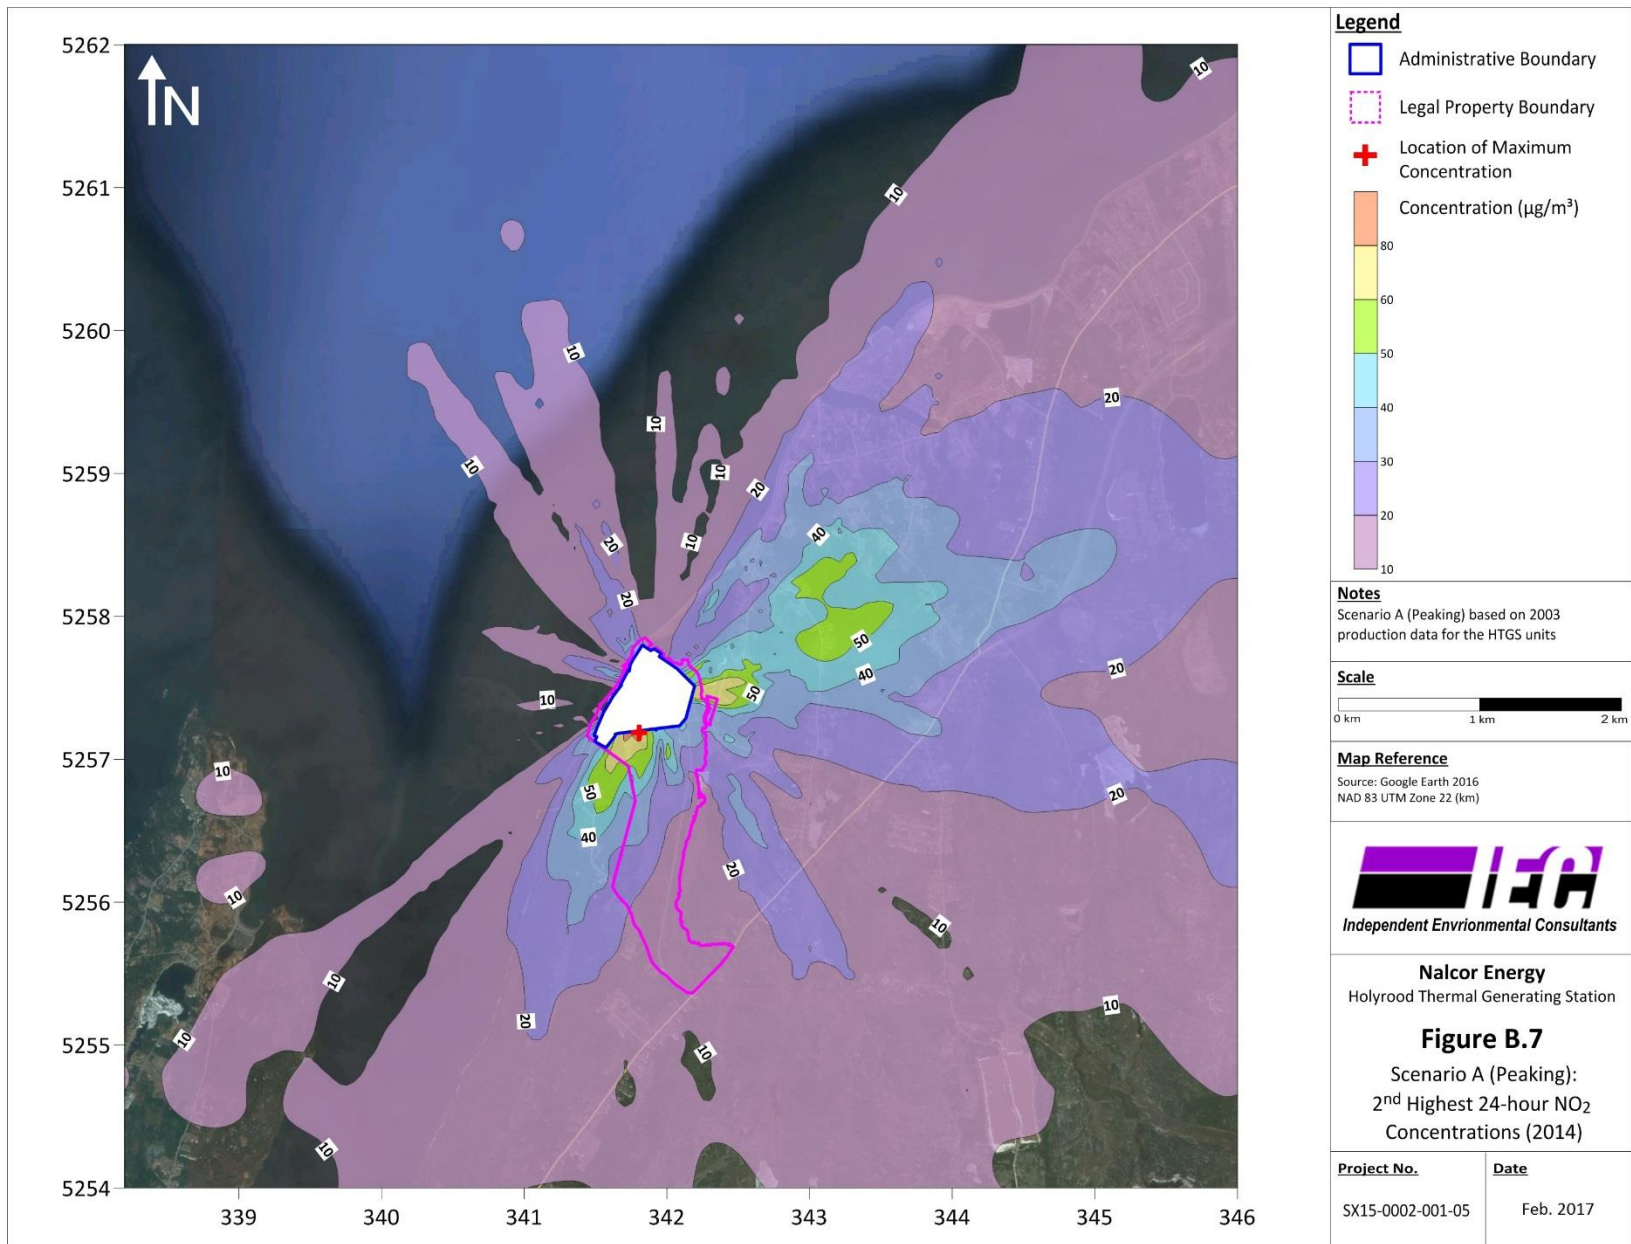 5262
5261
5260
5259
5258
5257
5256
5255
5254
339
340
341
342
343
344
345
346
N
10
10
10
10
10
10
10
10
10
20
20
20
20
40
50
40
50
20
10
20
50
40
20
20
10
10
10
10
10
10
10
10
20
Legend
Administrative Boundary
Legal Property Boundary
Location of Maximum
Concentration
Concentration (µg/m³)
80
60
50
40
30
20
10
Notes
Scenario A (Peaking) based on 2003
production data for the HTGS units
Scale
0 km 1 km 2 km
Map Reference
Source: Google Earth 2016
NAD 83 UTM Zone 22 (km)
IEC
Independent Envrionmental Consultants
Nalcor Energy
Holyrood Thermal Generating Station
Figure B.7
Scenario A (Peaking):
2nd Highest 24-hour NO2
Concentrations (2014)
Project No. Date
SX15-0002-001-05 Feb. 2017